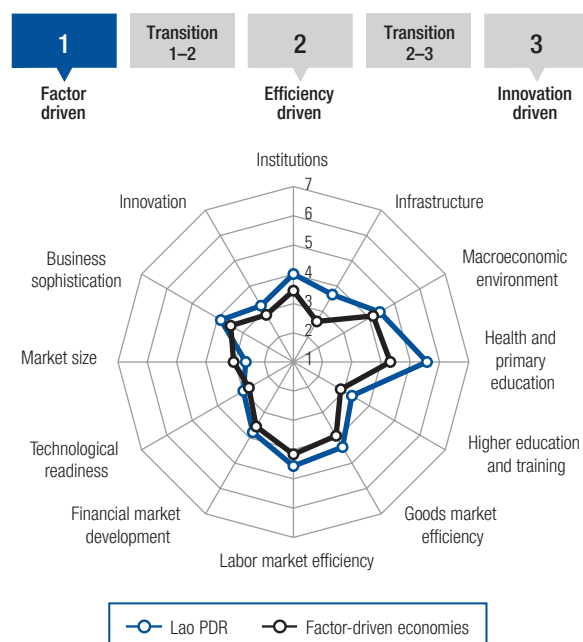 1
Transition
1–2
2
Transition
2–3
3
Factor
driven
Efficiency
driven
Innovation
driven
Institutions
7
6
5
4
3
2
1
Infrastructure
Macroeconomic
environment
Health and
primary
education
Higher education
and training
Goods market
efficiency
Labor market efficiency
Financial market
development
Technological
readiness
Market size
Business
sophistication
Innovation
Lao PDR
Factor-driven economies